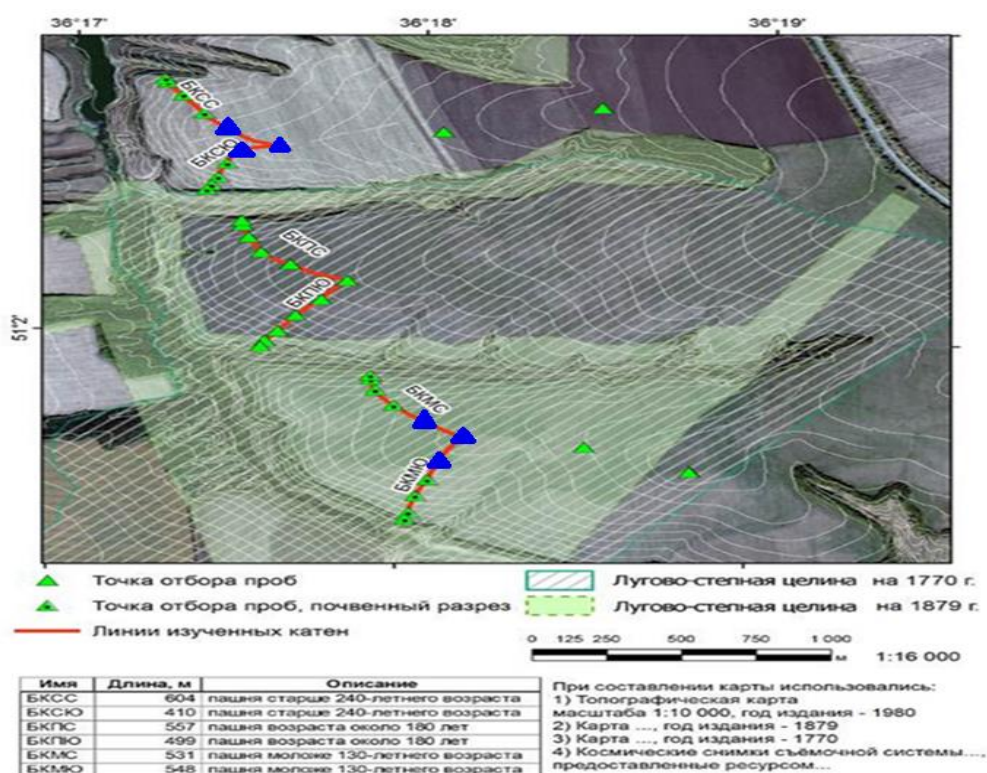 36°17' 36°18' 36°19'
51°2'
БКСС
БКСЮ
БКПС
БКПЮ
БКМС
БКМЮ
Точка отбора проб
Точка отбора проб, почвенный разрез
Линии изученных катен
Лугово-степная целина на 1770 г.
Лугово-степная целина на 1879 г.
0 125 250 500 750 1 000
м 1:16 000
Имя Длина, м Описание
БКСС 604 пашня старше 240-летнего возраста
БКСЮ 410 пашня старше 240-летнего возраста
БКПС 557 пашня возраста около 180 лет
БКПЮ 499 пашня возраста около 180 лет
БКМС 531 пашня моложе 130-летнего возраста
БКМЮ 548 пашня моложе 130-летнего возраста
При составлении карты использовались:
1) Топографическая карта
масштаба 1:10 000, год издания - 1980
2) Карта ..., год издания - 1879
3) Карта ..., год издания - 1770
4) Космические снимки съёмочной системы...,
предоставленные ресурсом...